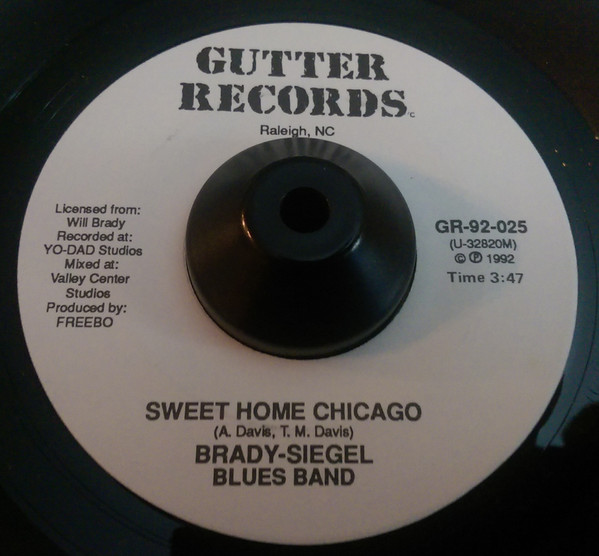 GUTTER
RECORDS
Raleigh, NC
Licensed from:
Will Brady
Recorded at:
YO-DAD Studios
Mixed at:
Valley Center
Studios
Produced by:
FREEBO
GR-92-025
(U-32820M)
© ℗ 1992
Time 3:47
SWEET HOME CHICAGO
(A. Davis, T. M. Davis)
BRADY-SIEGEL
BLUES BAND